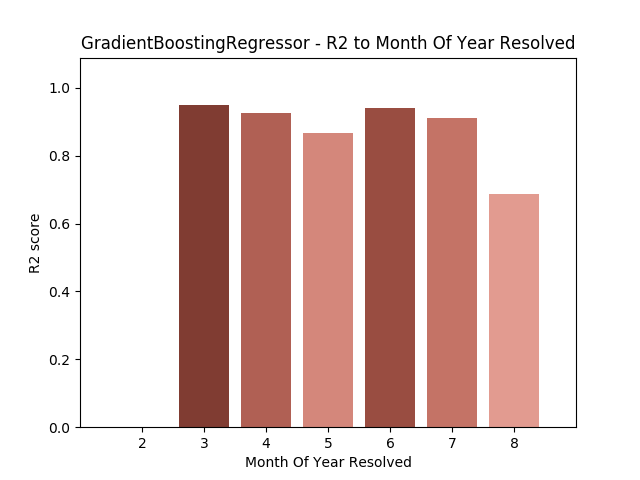 GradientBoostingRegressor - R2 to Month Of Year Resolved
1.0
0.8
0.6
0.4
0.2
0.0
R2 score
2 3 4 5 6 7 8
Month Of Year Resolved